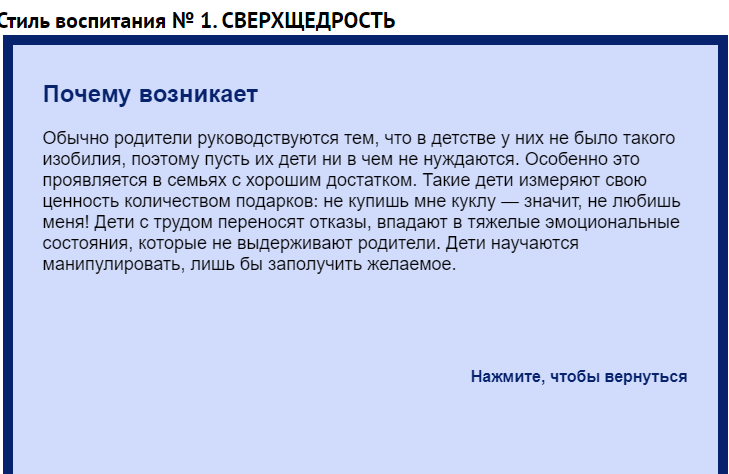 Стиль воспитания № 1. СВЕРХЩЕДРОСТЬ
Почему возникает
Обычно родители руководствуются тем, что в детстве у них не было такого
изобилия, поэтому пусть их дети ни в чем не нуждаются. Особенно это
проявляется в семьях с хорошим достатком. Такие дети измеряют свою
ценность количеством подарков: не купишь мне куклу — значит, не любишь
меня! Дети с трудом переносят отказы, впадают в тяжелые эмоциональные
состояния, которые не выдерживают родители. Дети научаются
манипулировать, лишь бы заполучить желаемое.
Нажмите, чтобы вернуться